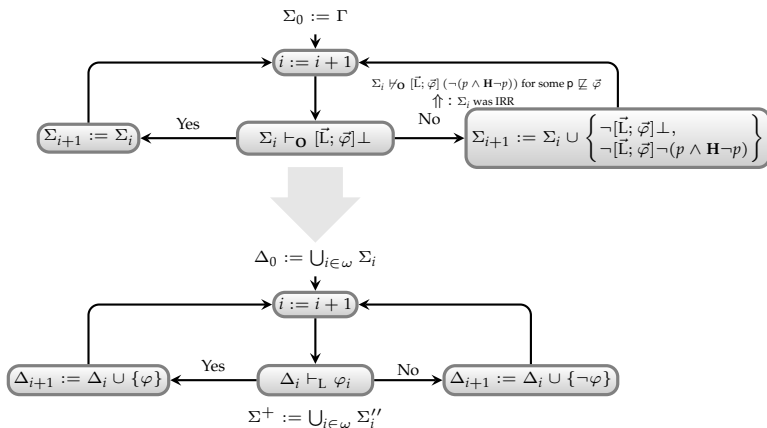 Σ₀ := Γ
i := i + 1
Σᵢ ⊬_O [L⃗; φ⃗] (¬(p ∧ H¬p)) for some p ⋢ φ⃗
⇑ : Σᵢ was IRR
Yes
No
Σᵢ₊₁ := Σᵢ
Σᵢ ⊢_O [L⃗; φ⃗]⊥
Σᵢ₊₁ := Σᵢ ∪ { ¬[L⃗; φ⃗]⊥,
¬[L⃗; φ⃗]¬(p ∧ H¬p) }
Δ₀ := ⋃_{i∈ω} Σᵢ
i := i + 1
Yes
No
Δᵢ₊₁ := Δᵢ ∪ {φ}
Δᵢ ⊢_L φᵢ
Δᵢ₊₁ := Δᵢ ∪ {¬φ}
Σ⁺ := ⋃_{i∈ω} Σᵢ′′